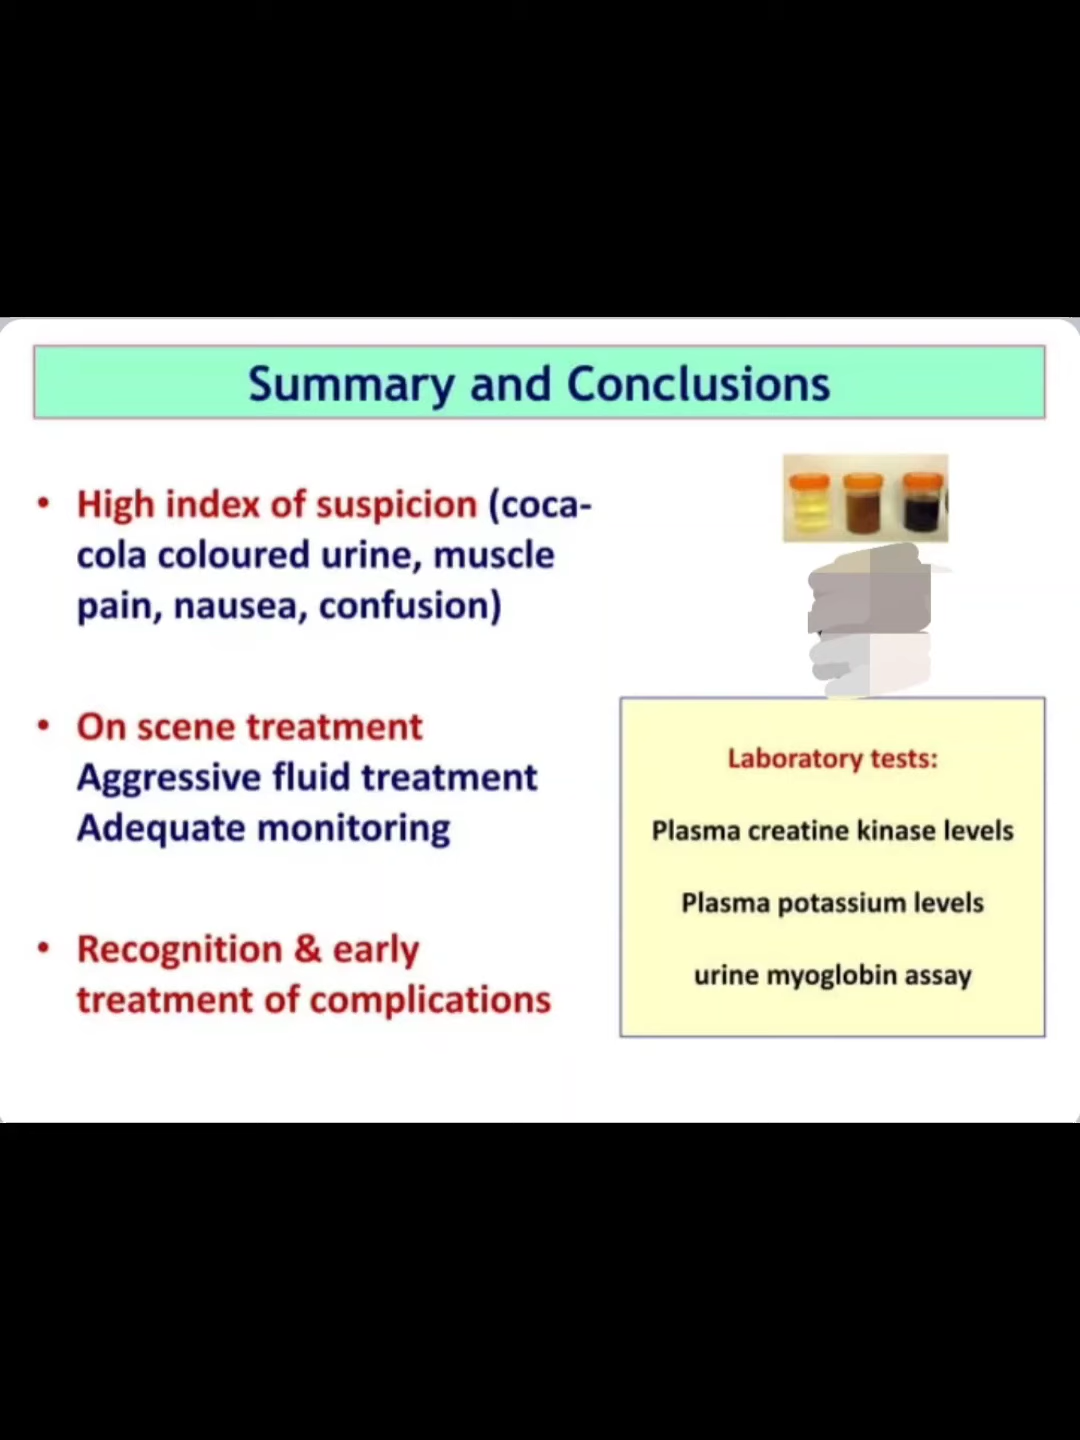 Summary and Conclusions
• High index of suspicion (coca-
cola coloured urine, muscle
pain, nausea, confusion)
• On scene treatment
Aggressive fluid treatment
Adequate monitoring
• Recognition & early
treatment of complications
Laboratory tests:
Plasma creatine kinase levels
Plasma potassium levels
urine myoglobin assay